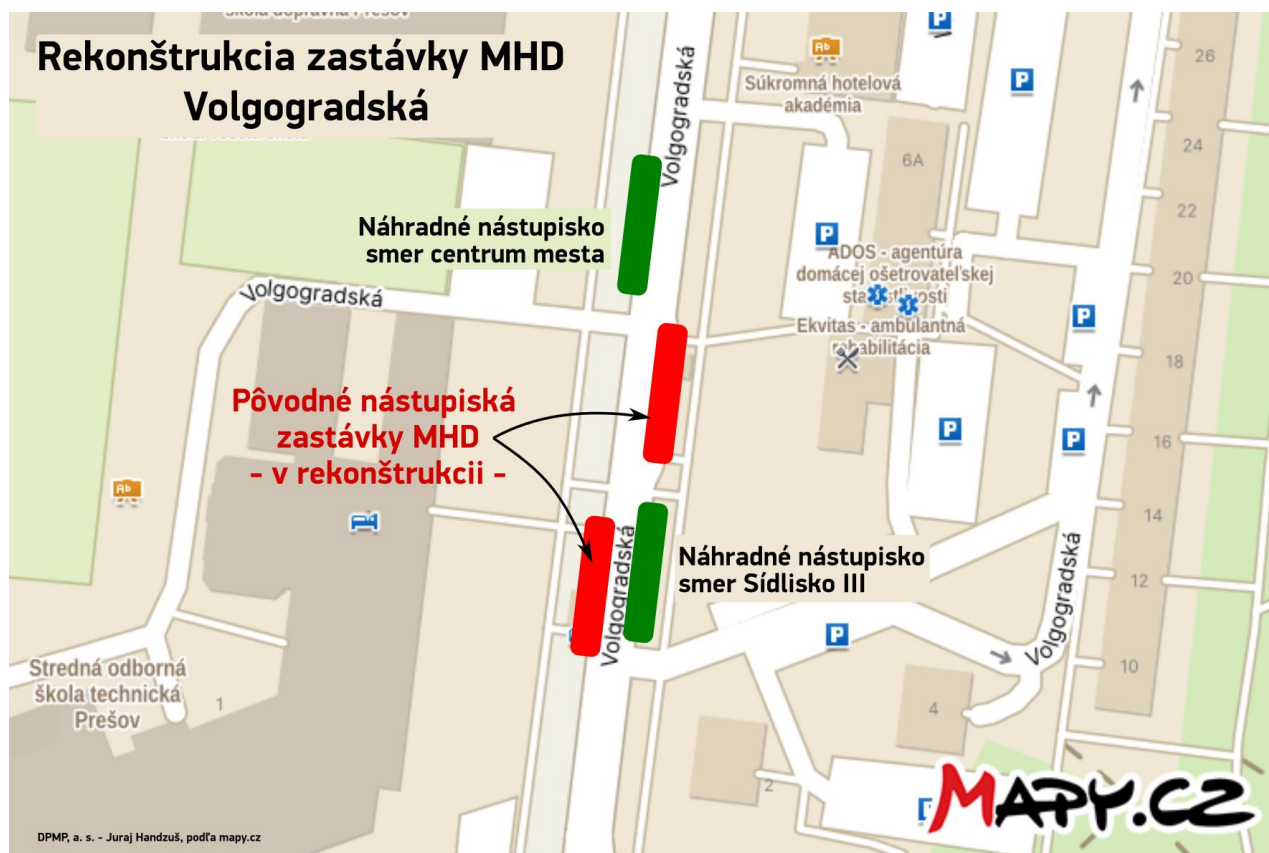 škola dopravná Prešov
Rekonštrukcia zastávky MHD
Volgogradská
Volgogradská
Súkromná hotelová
akadémia
P
P
26
24
22
20
18
16
14
12
10
6A
Náhradné nástupisko
smer centrum mesta
P
ADOS - agentúra
domácej ošetrovateľskej
Ekvitas - ambulantná
rehabilitácia
P
Volgogradská
Pôvodné nástupiská
zastávky MHD
- v rekonštrukcii -
P
P
Volgogradská
Náhradné nástupisko
smer Sídlisko III
Volgogradská
P
Stredná odborná
škola technická
Prešov
1
4
2
MAPY.CZ
DPMP, a. s. - Juraj Handzuš, podľa mapy.cz